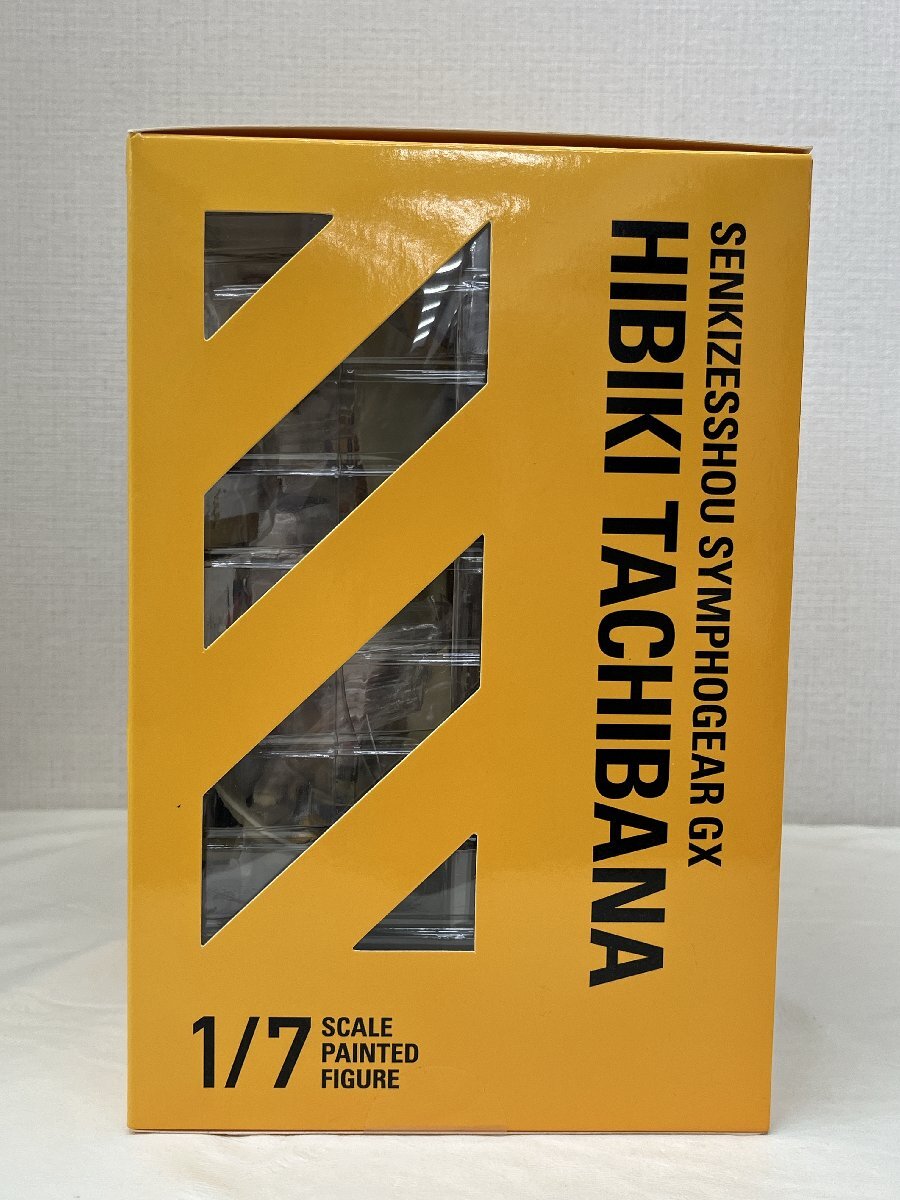 SENKIZESSHOU SYMPHOGEAR GX
HIBIKI TACHIBANA
1/7
SCALE
PAINTED
FIGURE